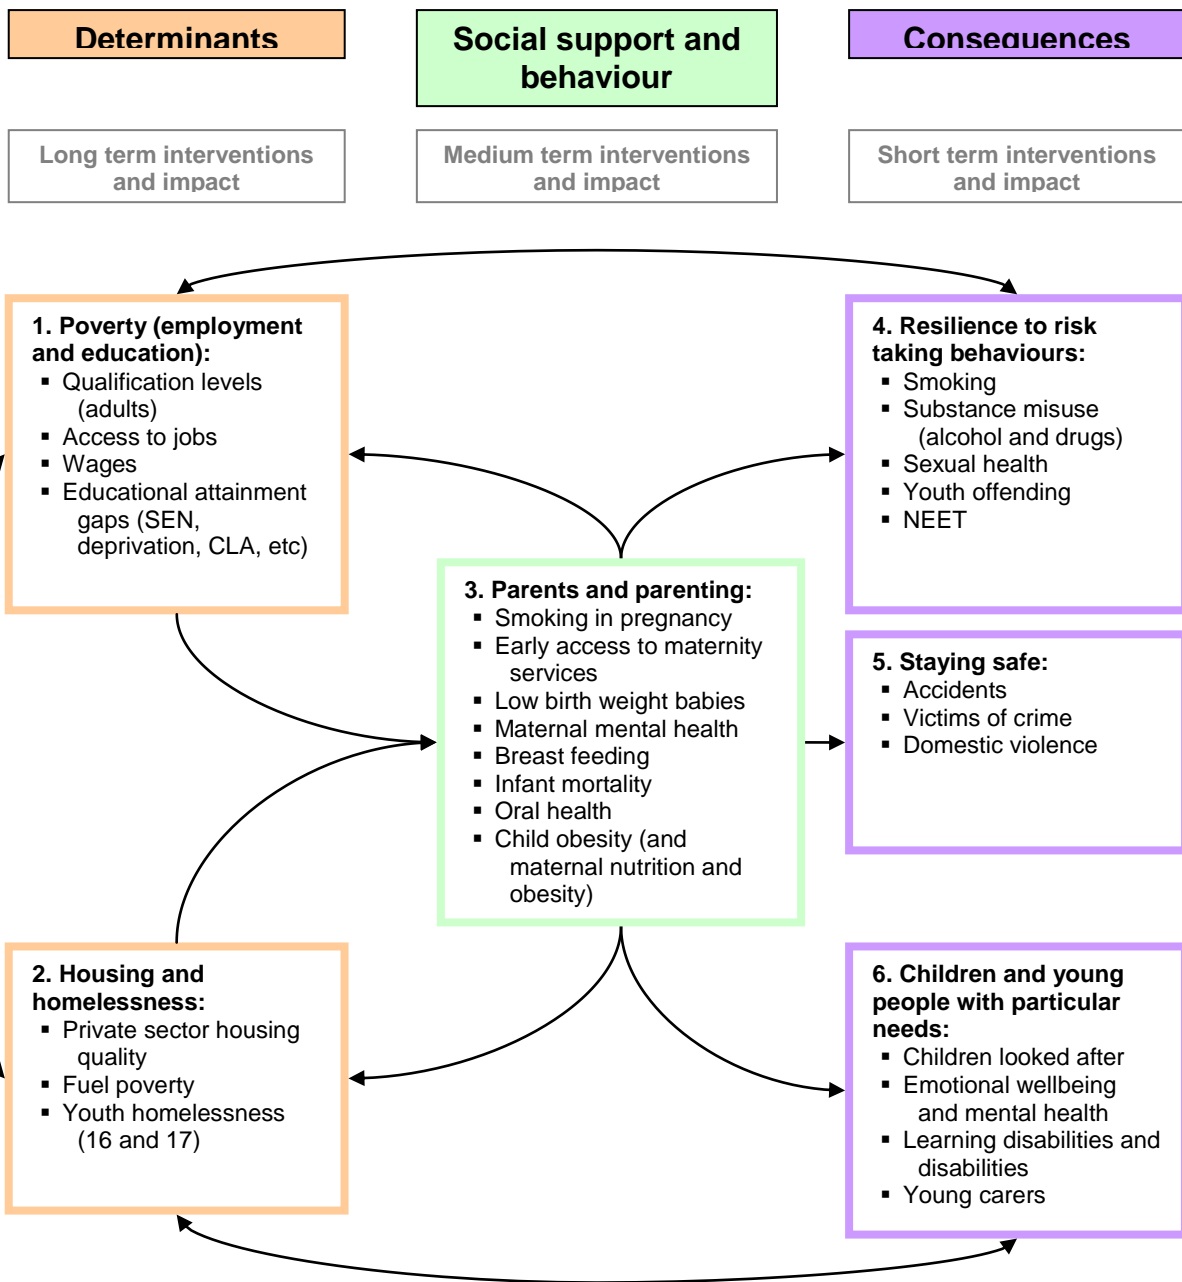 Determinants
Social support and
behaviour
Consequences
Long term interventions
and impact
Medium term interventions
and impact
Short term interventions
and impact
1. Poverty (employment
and education):
▪ Qualification levels
(adults)
▪ Access to jobs
▪ Wages
▪ Educational attainment
gaps (SEN,
deprivation, CLA, etc)
2. Housing and
homelessness:
▪ Private sector housing
quality
▪ Fuel poverty
▪ Youth homelessness
(16 and 17)
3. Parents and parenting:
▪ Smoking in pregnancy
▪ Early access to maternity
services
▪ Low birth weight babies
▪ Maternal mental health
▪ Breast feeding
▪ Infant mortality
▪ Oral health
▪ Child obesity (and
maternal nutrition and
obesity)
4. Resilience to risk
taking behaviours:
▪ Smoking
▪ Substance misuse
(alcohol and drugs)
▪ Sexual health
▪ Youth offending
▪ NEET
5. Staying safe:
▪ Accidents
▪ Victims of crime
▪ Domestic violence
6. Children and young
people with particular
needs:
▪ Children looked after
▪ Emotional wellbeing
and mental health
▪ Learning disabilities and
disabilities
▪ Young carers